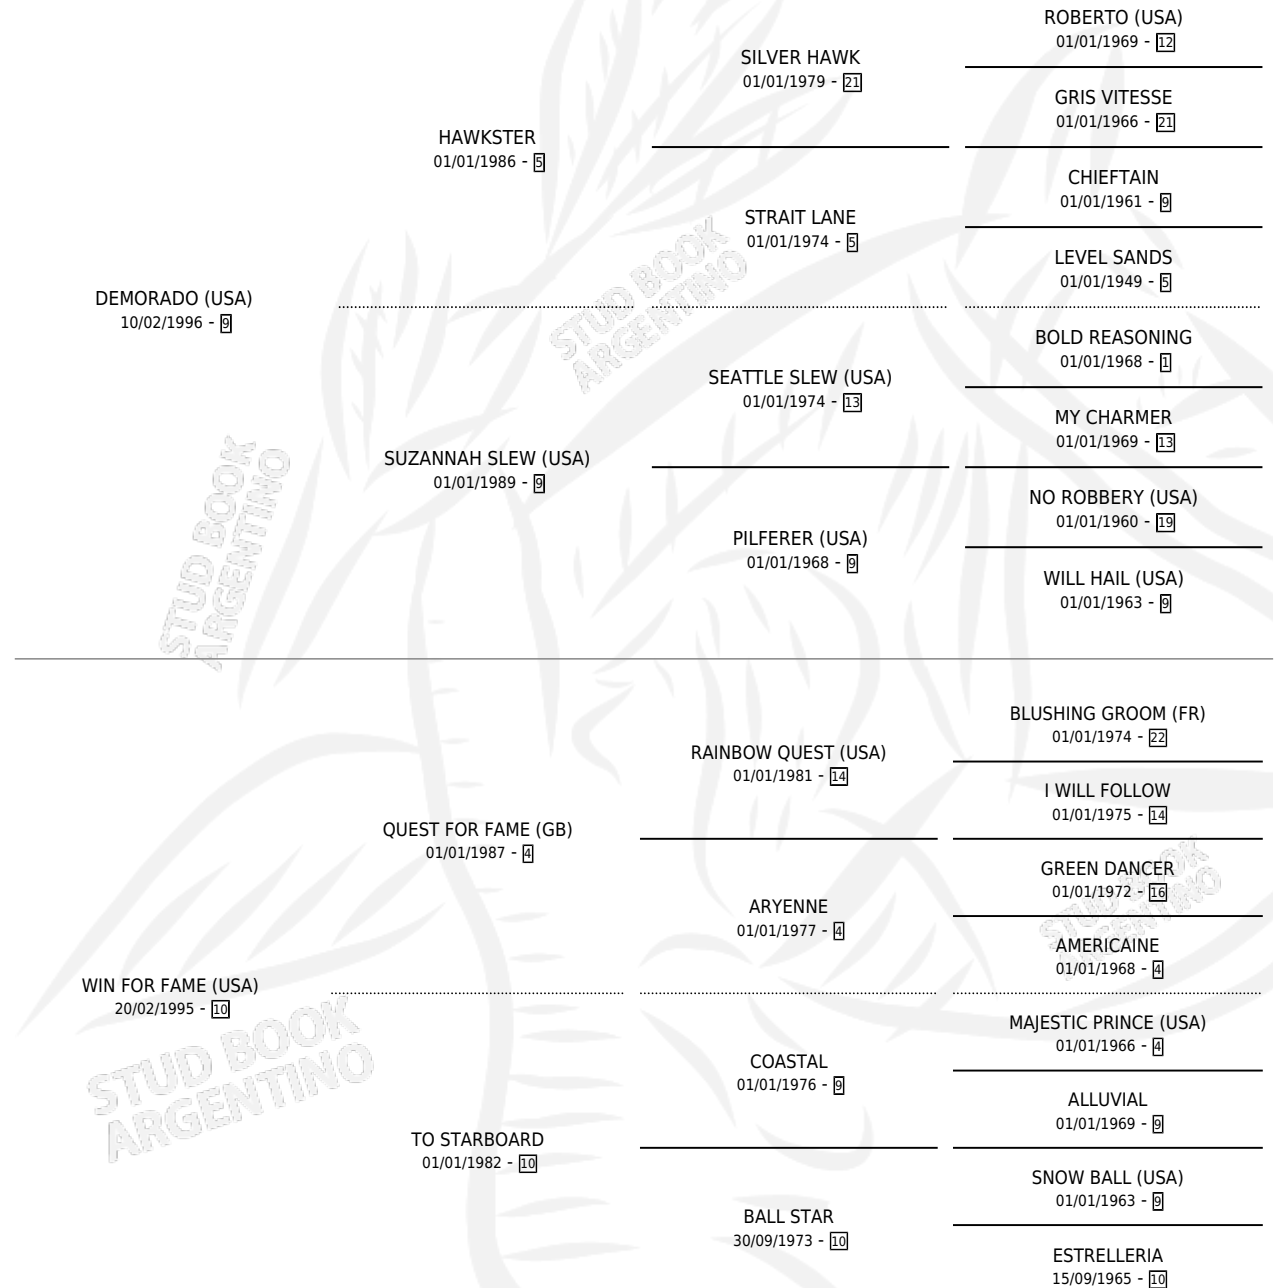 ROBERTO (USA)
01/01/1969 - 12
SILVER HAWK
01/01/1979 - 21
GRIS VITESSE
01/01/1966 - 21
HAWKSTER
01/01/1986 - 5
CHIEFTAIN
01/01/1961 - 9
STRAIT LANE
01/01/1974 - 5
LEVEL SANDS
01/01/1949 - 5
DEMORADO (USA)
10/02/1996 - 9
STUD BOOK
ARGENTINO
BOLD REASONING
01/01/1968 - 1
SEATTLE SLEW (USA)
01/01/1974 - 13
MY CHARMER
01/01/1969 - 13
SUZANNAH SLEW (USA)
01/01/1989 - 9
NO ROBBERY (USA)
01/01/1960 - 19
PILFERER (USA)
01/01/1968 - 9
WILL HAIL (USA)
01/01/1963 - 9
STUD BOOK
ARGENTINO
BLUSHING GROOM (FR)
01/01/1974 - 22
RAINBOW QUEST (USA)
01/01/1981 - 14
I WILL FOLLOW
01/01/1975 - 14
QUEST FOR FAME (GB)
01/01/1987 - 4
GREEN DANCER
01/01/1972 - 16
ARYENNE
01/01/1977 - 4
AMERICAINE
01/01/1968 - 4
STUD BOOK
ARGENTINO
WIN FOR FAME (USA)
20/02/1995 - 10
MAJESTIC PRINCE (USA)
01/01/1966 - 4
COASTAL
01/01/1976 - 9
ALLUVIAL
01/01/1969 - 9
STUD BOOK
ARGENTINO
TO STARBOARD
01/01/1982 - 10
SNOW BALL (USA)
01/01/1963 - 9
BALL STAR
30/09/1973 - 10
ESTRELLERIA
15/09/1965 - 10